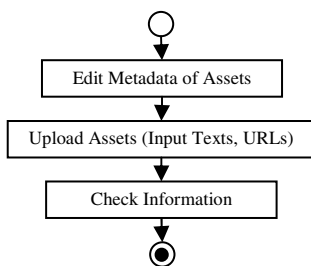 Edit Metadata of Assets
Upload Assets (Input Texts, URLs)
Check Information